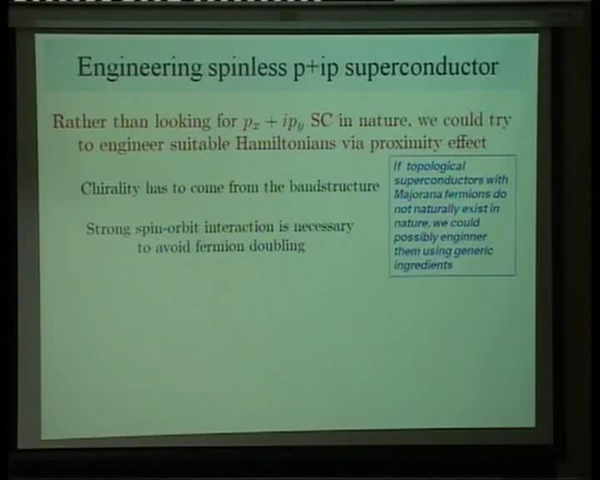 Engineering spinless p+ip superconductor
Rather than looking for pₓ + ipᵧ SC in nature, we could try
to engineer suitable Hamiltonians via proximity effect
Chirality has to come from the bandstructure
Strong spin-orbit interaction is necessary
to avoid fermion doubling
If topological
superconductors with
Majorana fermions do
not naturally exist in
nature, we could
possibly enginner
them using generic
ingredients